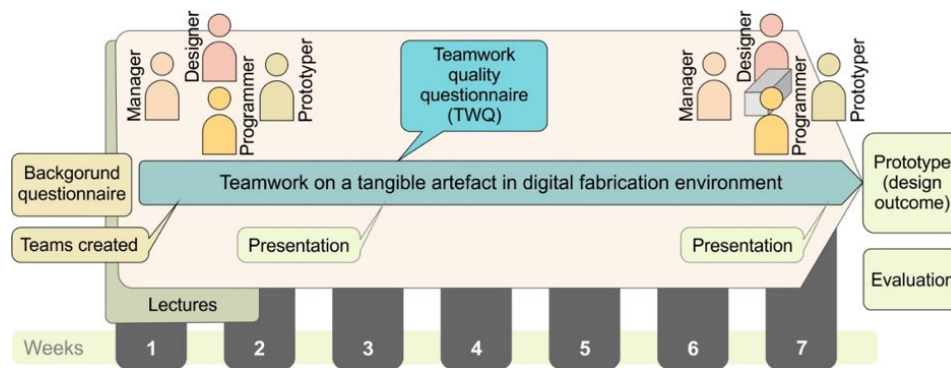 Manager
Designer
Programmer
Prototyper
Teamwork
quality
questionnaire
(TWQ)
Manager
Designer
Programmer
Prototyper
Backgorund
questionnaire
Teamwork on a tangible artefact in digital fabrication environment
Prototype
(design
outcome)
Teams created
Presentation
Presentation
Evaluation
Lectures
Weeks 1 2 3 4 5 6 7